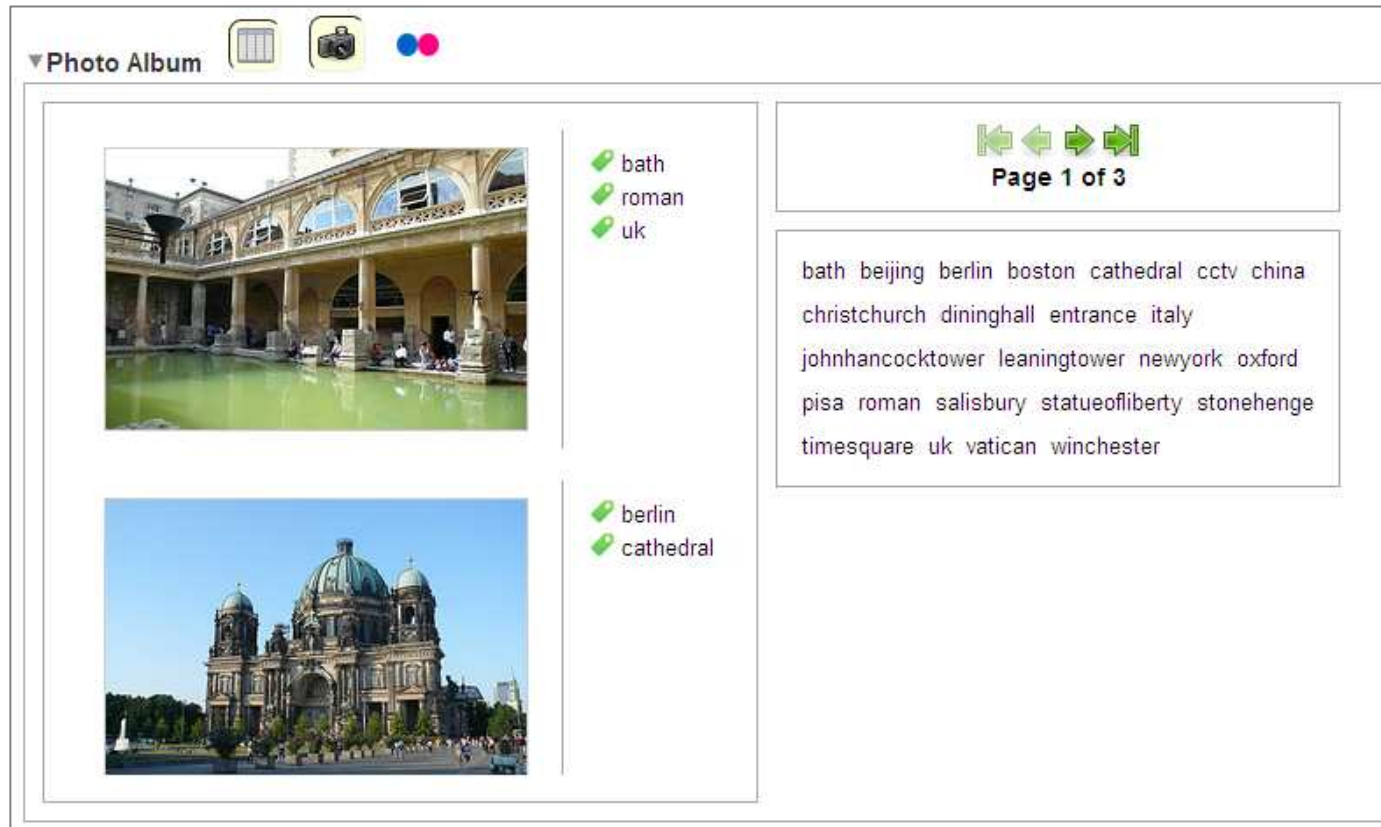 Photo Album
bath
roman
uk
berlin
cathedral
Page 1 of 3
bath beijing berlin boston cathedral cctv china
christchurch dininghall entrance italy
johnhancocktower leaningtower newyork oxford
pisa roman salisbury statueofliberty stonehenge
timesquare uk vatican winchester